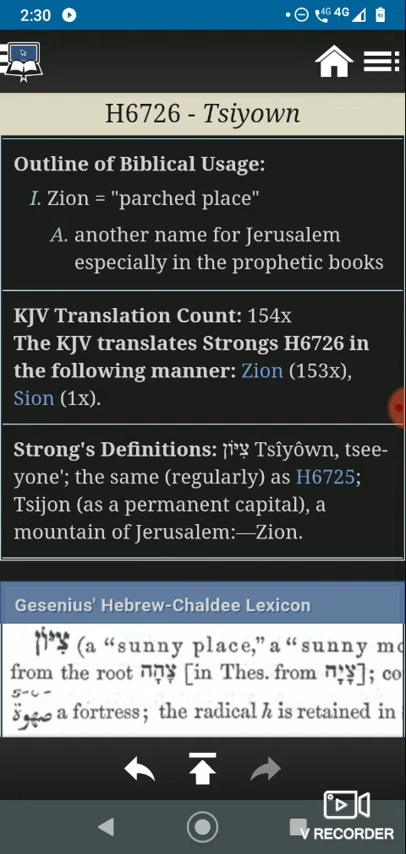 2:30
4G 4G
H6726 - Tsiyown
Outline of Biblical Usage:
I. Zion = "parched place"
A. another name for Jerusalem
especially in the prophetic books
KJV Translation Count: 154x
The KJV translates Strongs H6726 in
the following manner: Zion (153x),
Sion (1x).
Strong's Definitions: צִיּוֹן Tsîyôwn, tsee-
yone'; the same (regularly) as H6725;
Tsijon (as a permanent capital), a
mountain of Jerusalem:—Zion.
Gesenius' Hebrew-Chaldee Lexicon
צִיּוֹן (a “sunny place,” a “sunny
from the root צָהָה [in Thes. from צָיָה]; co
a fortress; the radical h is retained in
V RECORDER